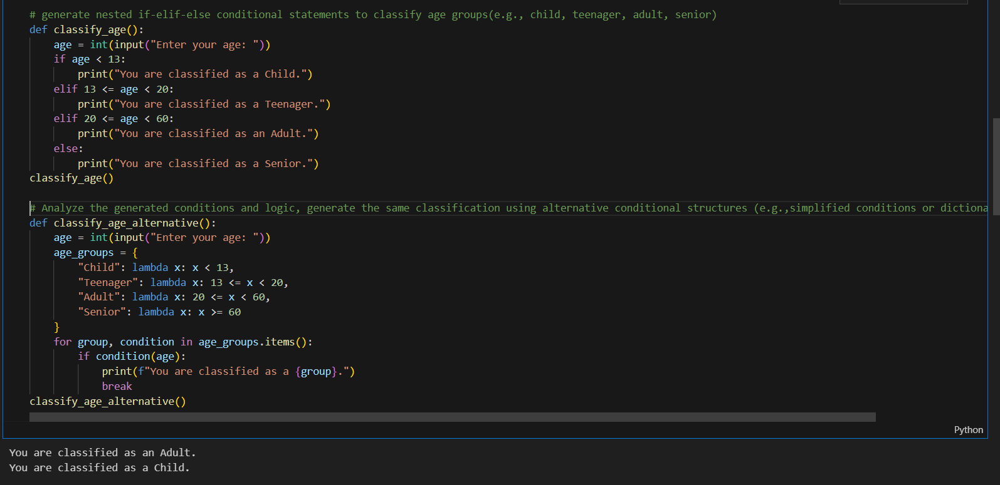 # generate nested if-elif-else conditional statements to classify age groups(e.g., child, teenager, adult, senior)
def classify_age():
    age = int(input("Enter your age: "))
    if age < 13:
        print("You are classified as a Child.")
    elif 13 <= age < 20:
        print("You are classified as a Teenager.")
    elif 20 <= age < 60:
        print("You are classified as an Adult.")
    else:
        print("You are classified as a Senior.")
classify_age()
# Analyze the generated conditions and logic, generate the same classification using alternative conditional structures (e.g.,simplified conditions or dictiona
def classify_age_alternative():
    age = int(input("Enter your age: "))
    age_groups = {
        "Child": lambda x: x < 13,
        "Teenager": lambda x: 13 <= x < 20,
        "Adult": lambda x: 20 <= x < 60,
        "Senior": lambda x: x >= 60
    }
    for group, condition in age_groups.items():
        if condition(age):
            print(f"You are classified as a {group}.")
            break
classify_age_alternative()
Python
You are classified as an Adult.
You are classified as a Child.